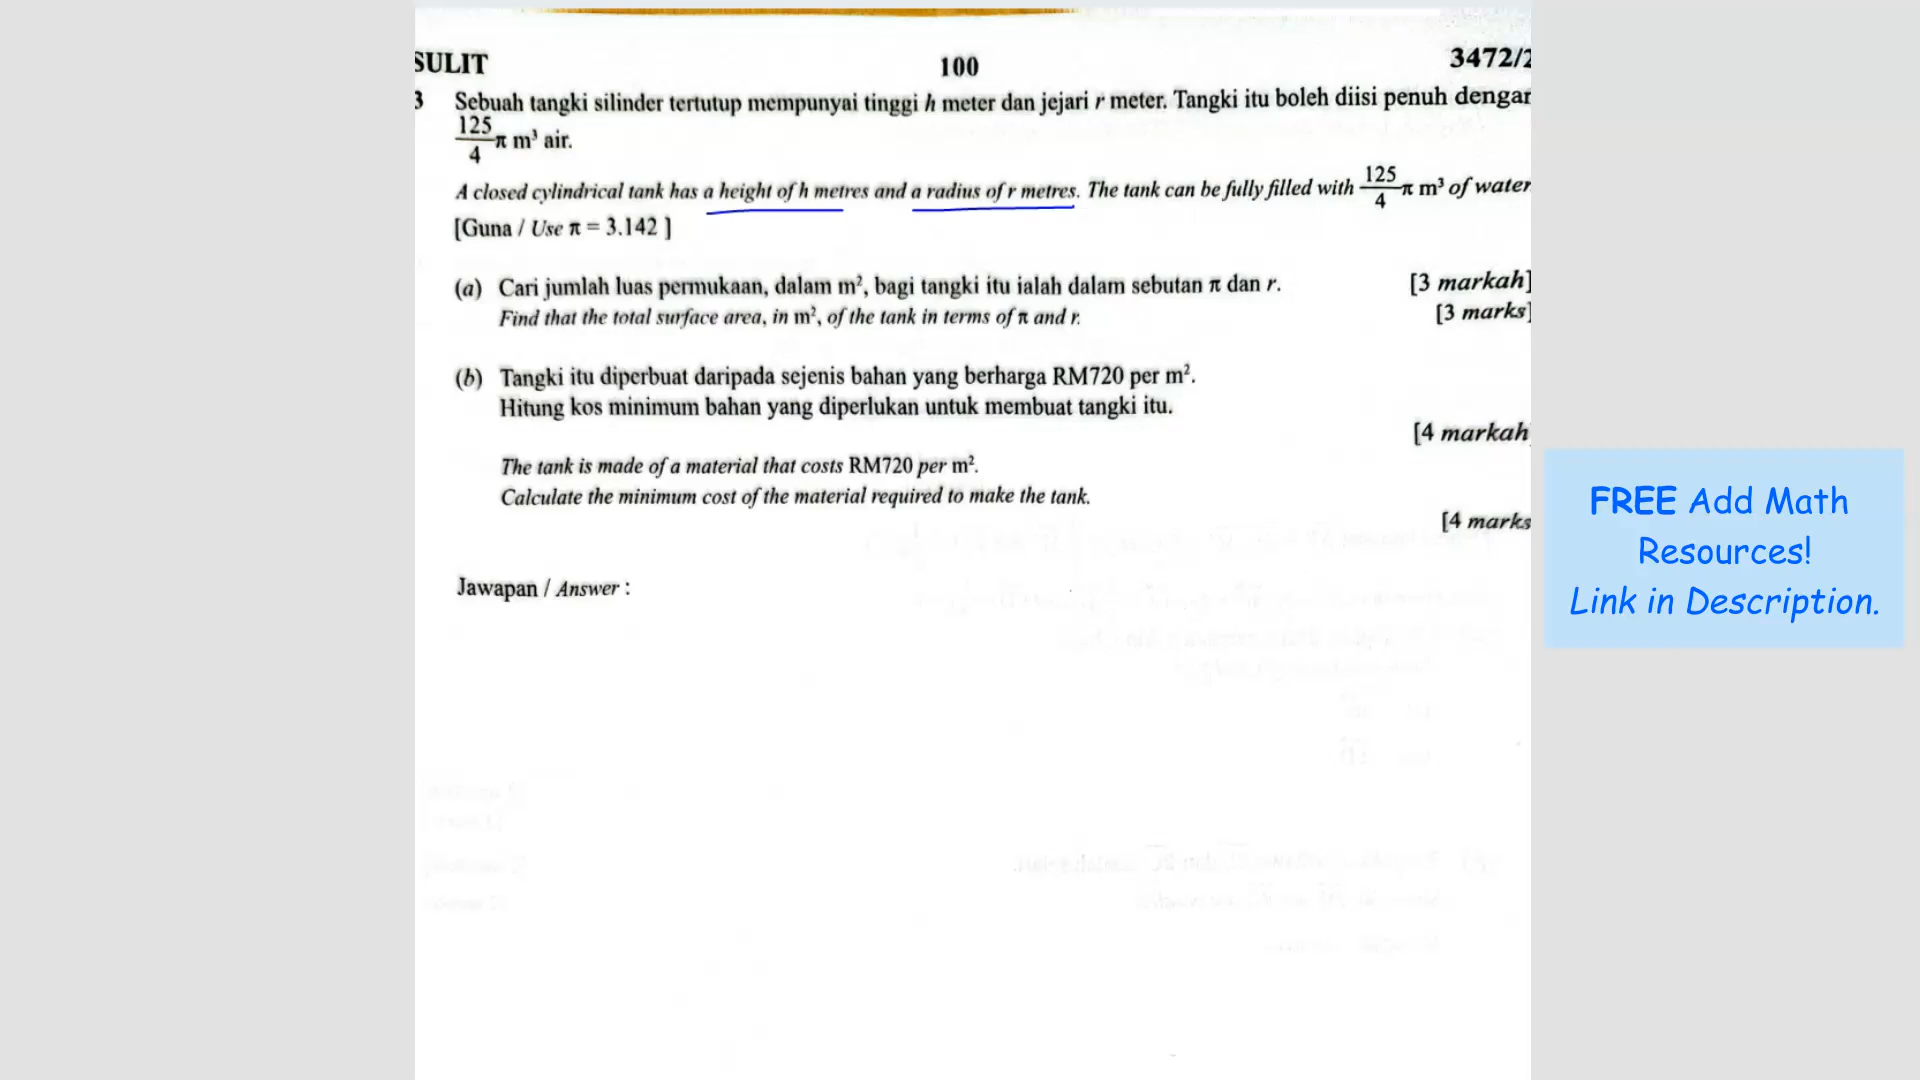 SULIT 100 3472/2
3 Sebuah tangki silinder tertutup mempunyai tinggi h meter dan jejari r meter. Tangki itu boleh diisi penuh dengan
125/4 π m³ air.
A closed cylindrical tank has a height of h metres and a radius of r metres. The tank can be fully filled with 125/4 π m³ of water
[Guna / Use π = 3.142 ]
(a) Cari jumlah luas permukaan, dalam m², bagi tangki itu ialah dalam sebutan π dan r. [3 markah]
Find that the total surface area, in m², of the tank in terms of π and r. [3 marks]
(b) Tangki itu diperbuat daripada sejenis bahan yang berharga RM720 per m².
Hitung kos minimum bahan yang diperlukan untuk membuat tangki itu.
[4 markah]
The tank is made of a material that costs RM720 per m².
Calculate the minimum cost of the material required to make the tank.
[4 marks
Jawapan / Answer :
FREE Add Math
Resources!
Link in Description.